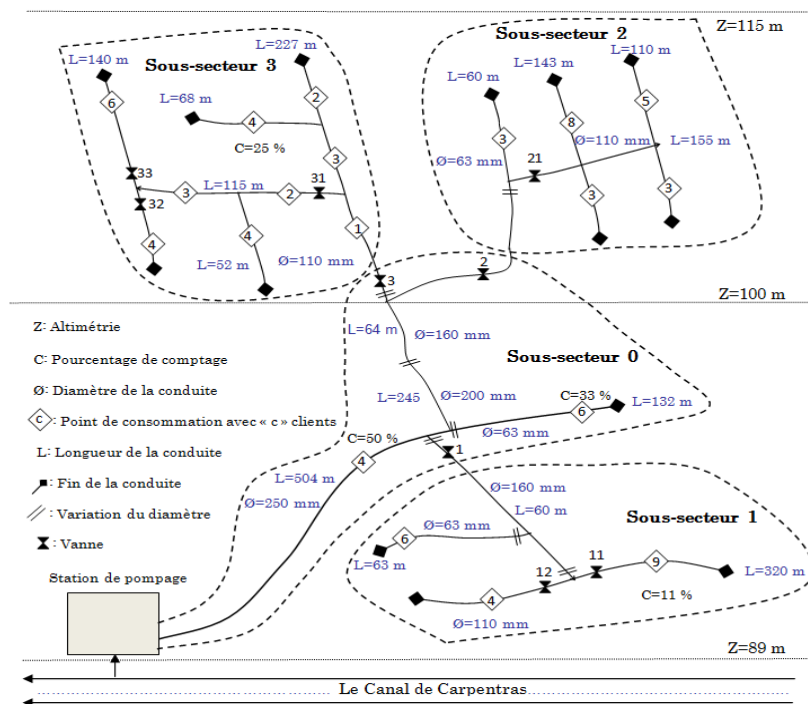 Z=115 m
L=227 m
Sous-secteur 2
L=140 m
Sous-secteur 3
L=60 m
L=143 m
L=110 m
6
2
5
L=68 m
4
8
3
C=25 %
Ø=110 mm
L=155 m
3
Ø=63 mm
21
33
31
L=115 m
3
2
3
3
32
1
4
4
L=52 m
Ø=110 mm
2
3
Z=100 m
Z: Altimétrie
L=64 m
Ø=160 mm
C: Pourcentage de comptage
Sous-secteur 0
Ø: Diamètre de la conduite
L=245
Ø=200 mm
C=33 %
L=132 m
6
c : Point de consommation avec « c » clients
C=50 %
Ø=63 mm
L: Longueur de la conduite
4
1
: Fin de la conduite
L=504 m
Ø=160 mm
Ø=250 mm
: Variation du diamètre
L=60 m
Sous-secteur 1
Ø=63 mm
6
: Vanne
11
9
L=63 m
12
L=320 m
Station de pompage
4
C=11 %
Ø=110 mm
Z=89 m
Le Canal de Carpentras